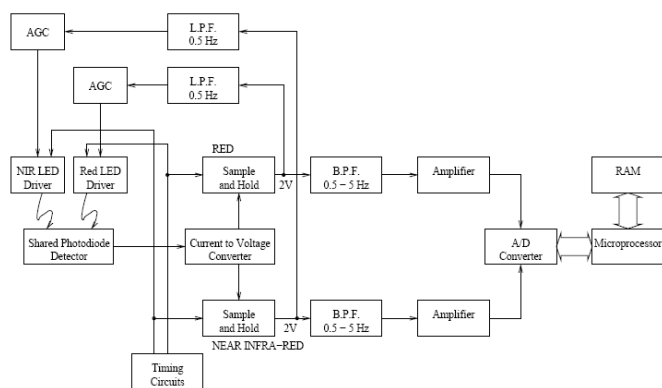 L.P.F.
0.5 Hz
AGC
L.P.F.
0.5 Hz
AGC
RED
NIR LED
Driver
Red LED
Driver
Sample
and Hold
2V
B.P.F.
0.5 − 5 Hz
Amplifier
RAM
Shared Photodiode
Detector
Current to Voltage
Converter
A/D
Converter
Microprocessor
Sample
and Hold
2V
B.P.F.
0.5 − 5 Hz
Amplifier
NEAR INFRA−RED
Timing
Circuits